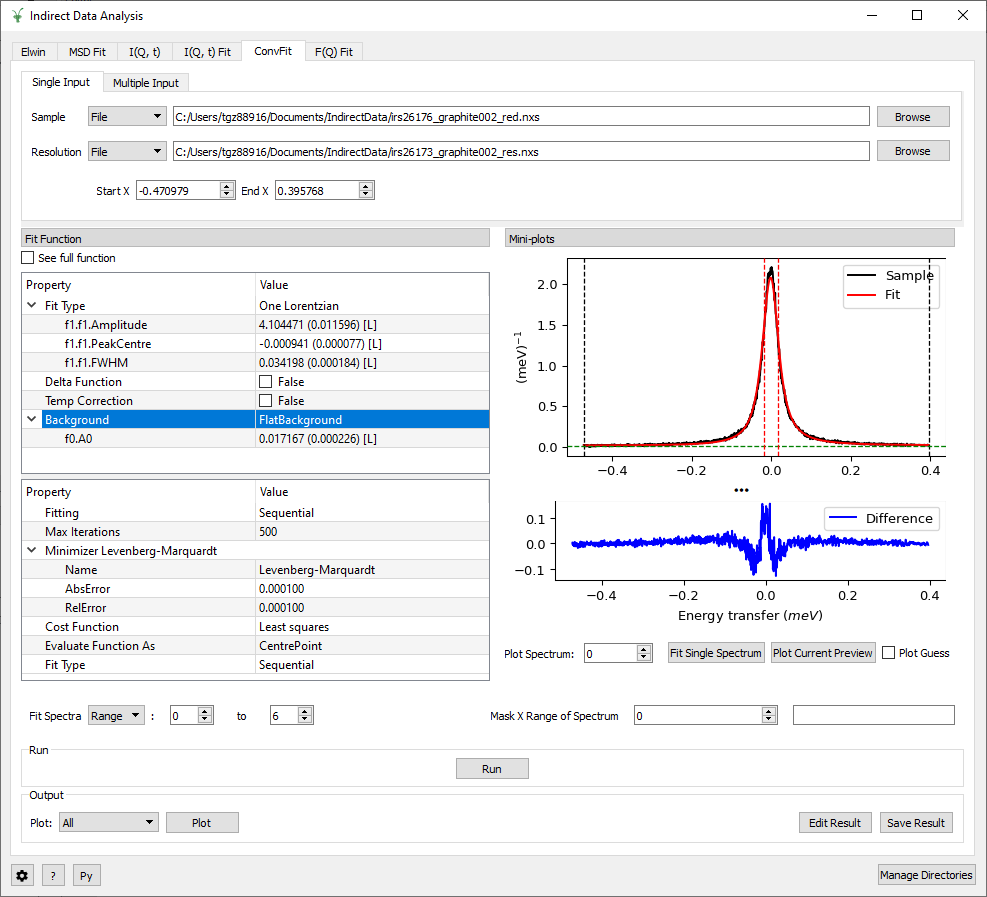 Indirect Data Analysis
Elwin MSD Fit I(Q, t) I(Q, t) Fit ConvFit F(Q) Fit
Single Input Multiple Input
Sample File C:/Users/tgz88916/Documents/IndirectData/irs26176_graphite002_red.nxs Browse
Resolution File C:/Users/tgz88916/Documents/IndirectData/irs26173_graphite002_res.nxs Browse
Start X -0.470979 End X 0.395768
Fit Function
See full function
Property Value
Fit Type One Lorentzian
f1.f1.Amplitude 4.104471 (0.011596) [L]
f1.f1.PeakCentre -0.000941 (0.000077) [L]
f1.f1.FWHM 0.034198 (0.000184) [L]
Delta Function False
Temp Correction False
Background FlatBackground
f0.A0 0.017167 (0.000226) [L]
Property Value
Fitting Sequential
Max Iterations 500
Minimizer Levenberg-Marquardt
Name Levenberg-Marquardt
AbsError 0.000100
RelError 0.000100
Cost Function Least squares
Evaluate Function As CentrePoint
Fit Type Sequential
Mini-plots
Sample
Fit
(meV)⁻¹
2.0
1.5
1.0
0.5
0.0
−0.4 −0.2 0.0 0.2 0.4
Difference
0.1
0.0
−0.1
−0.4 −0.2 0.0 0.2 0.4
Energy transfer (meV)
Plot Spectrum: 0 Fit Single Spectrum Plot Current Preview Plot Guess
Fit Spectra Range : 0 to 6 Mask X Range of Spectrum 0
Run
Run
Output
Plot: All Plot Edit Result Save Result
? Py Manage Directories